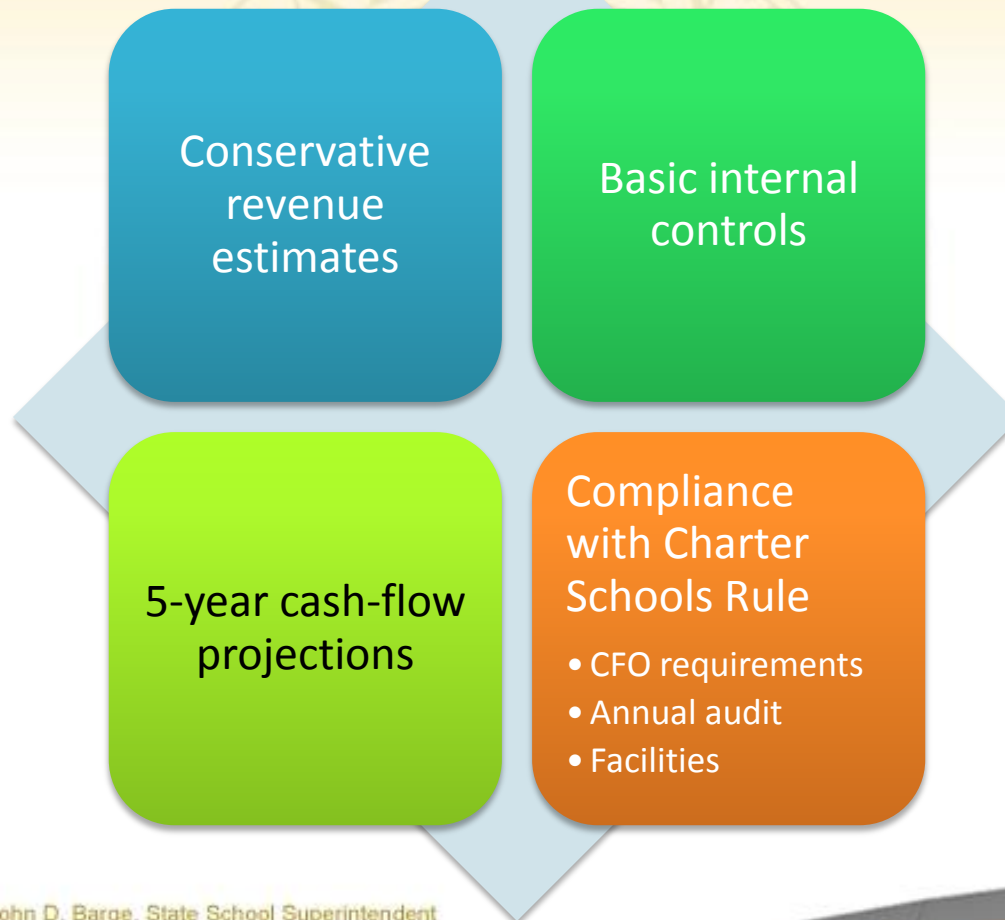 Conservative
revenue
estimates
Basic internal
controls
5-year cash-flow
projections
Compliance
with Charter
Schools Rule
• CFO requirements
• Annual audit
• Facilities
ohn D. Barge, State School Superintendent